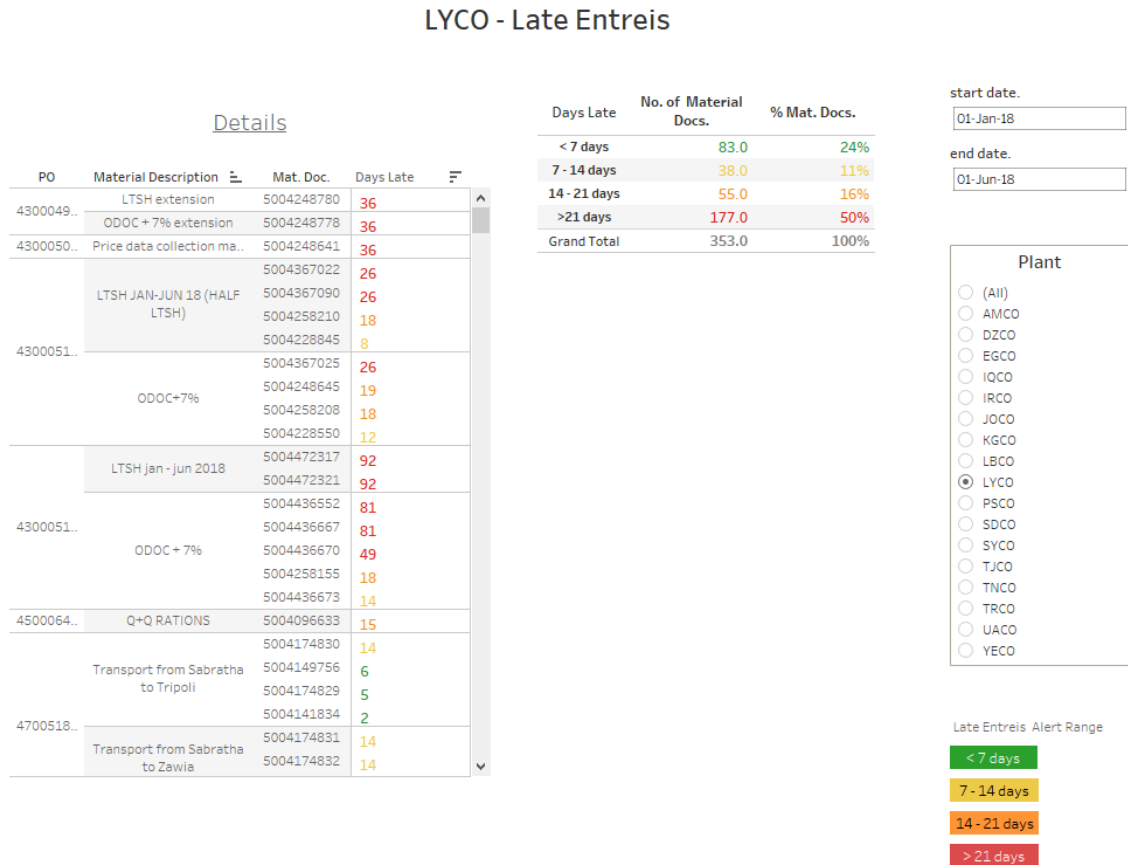 LYCO - Late Entreis
Details
PO Material Description Mat. Doc. Days Late
4300049.. LTSH extension 5004248780 36
ODOC + 7% extension 5004248778 36
4300050.. Price data collection ma.. 5004248641 36
4300051.. LTSH JAN-JUN 18 (HALF
LTSH)
5004367022 26
5004367090 26
5004258210 18
5004228845 8
ODOC+7%
5004367025 26
5004248645 19
5004258208 18
5004228550 12
4300051.. LTSH jan - jun 2018
5004472317 92
5004472321 92
ODOC + 7%
5004436552 81
5004436667 81
5004436670 49
5004258155 18
5004436673 14
4500064.. Q+Q RATIONS 5004096633 15
4700518.. Transport from Sabratha
to Tripoli
5004174830 14
5004149756 6
5004174829 5
5004141834 2
Transport from Sabratha
to Zawia
5004174831 14
5004174832 14
Days Late No. of Material
Docs. % Mat. Docs.
< 7 days 83.0 24%
7 - 14 days 38.0 11%
14 - 21 days 55.0 16%
>21 days 177.0 50%
Grand Total 353.0 100%
start date.
01-Jan-18
end date.
01-Jun-18
Plant
(All)
AMCO
DZCO
EGCO
IQCO
IRCO
JOCO
KGCO
LBCO
LYCO
PSCO
SDCO
SYCO
TJCO
TNCO
TRCO
UACO
YECO
Late Entreis Alert Range
< 7 days
7 - 14 days
14 - 21 days
> 21 days